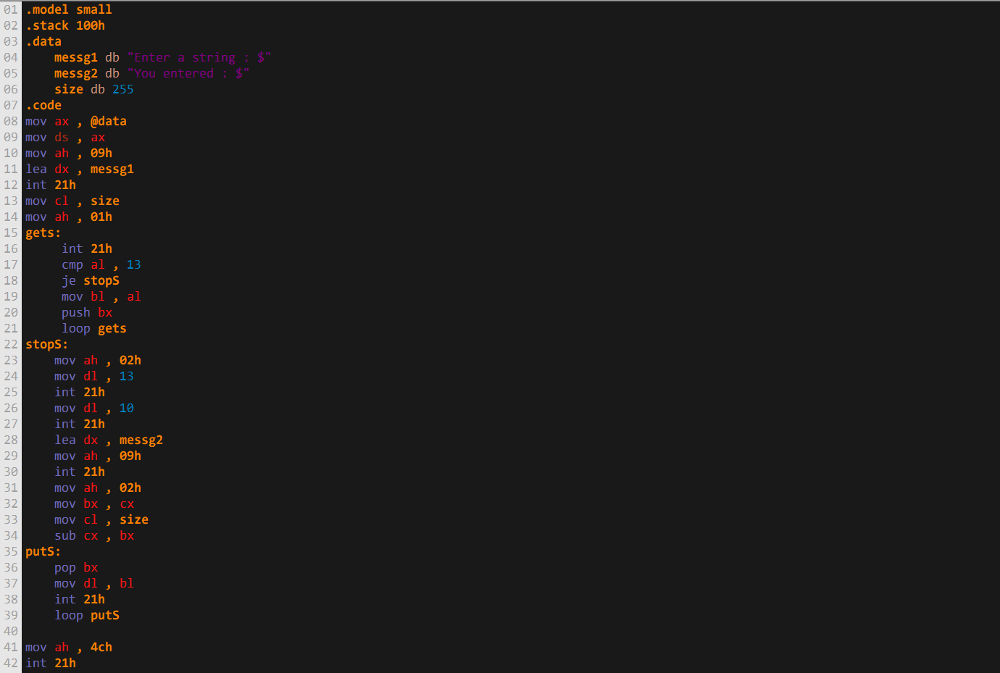 01 .model small
02 .stack 100h
03 .data
04     messg1 db "Enter a string : $"
05     messg2 db "You entered : $"
06     size db 255
07 .code
08 mov ax , @data
09 mov ds , ax
10 mov ah , 09h
11 lea dx , messg1
12 int 21h
13 mov cl , size
14 mov ah , 01h
15 gets:
16      int 21h
17      cmp al , 13
18      je stopS
19      mov bl , al
20      push bx
21      loop gets
22 stopS:
23     mov ah , 02h
24     mov dl , 13
25     int 21h
26     mov dl , 10
27     int 21h
28     lea dx , messg2
29     mov ah , 09h
30     int 21h
31     mov ah , 02h
32     mov bx , cx
33     mov cl , size
34     sub cx , bx
35 putS:
36     pop bx
37     mov dl , bl
38     int 21h
39     loop putS
40
41 mov ah , 4ch
42 int 21h